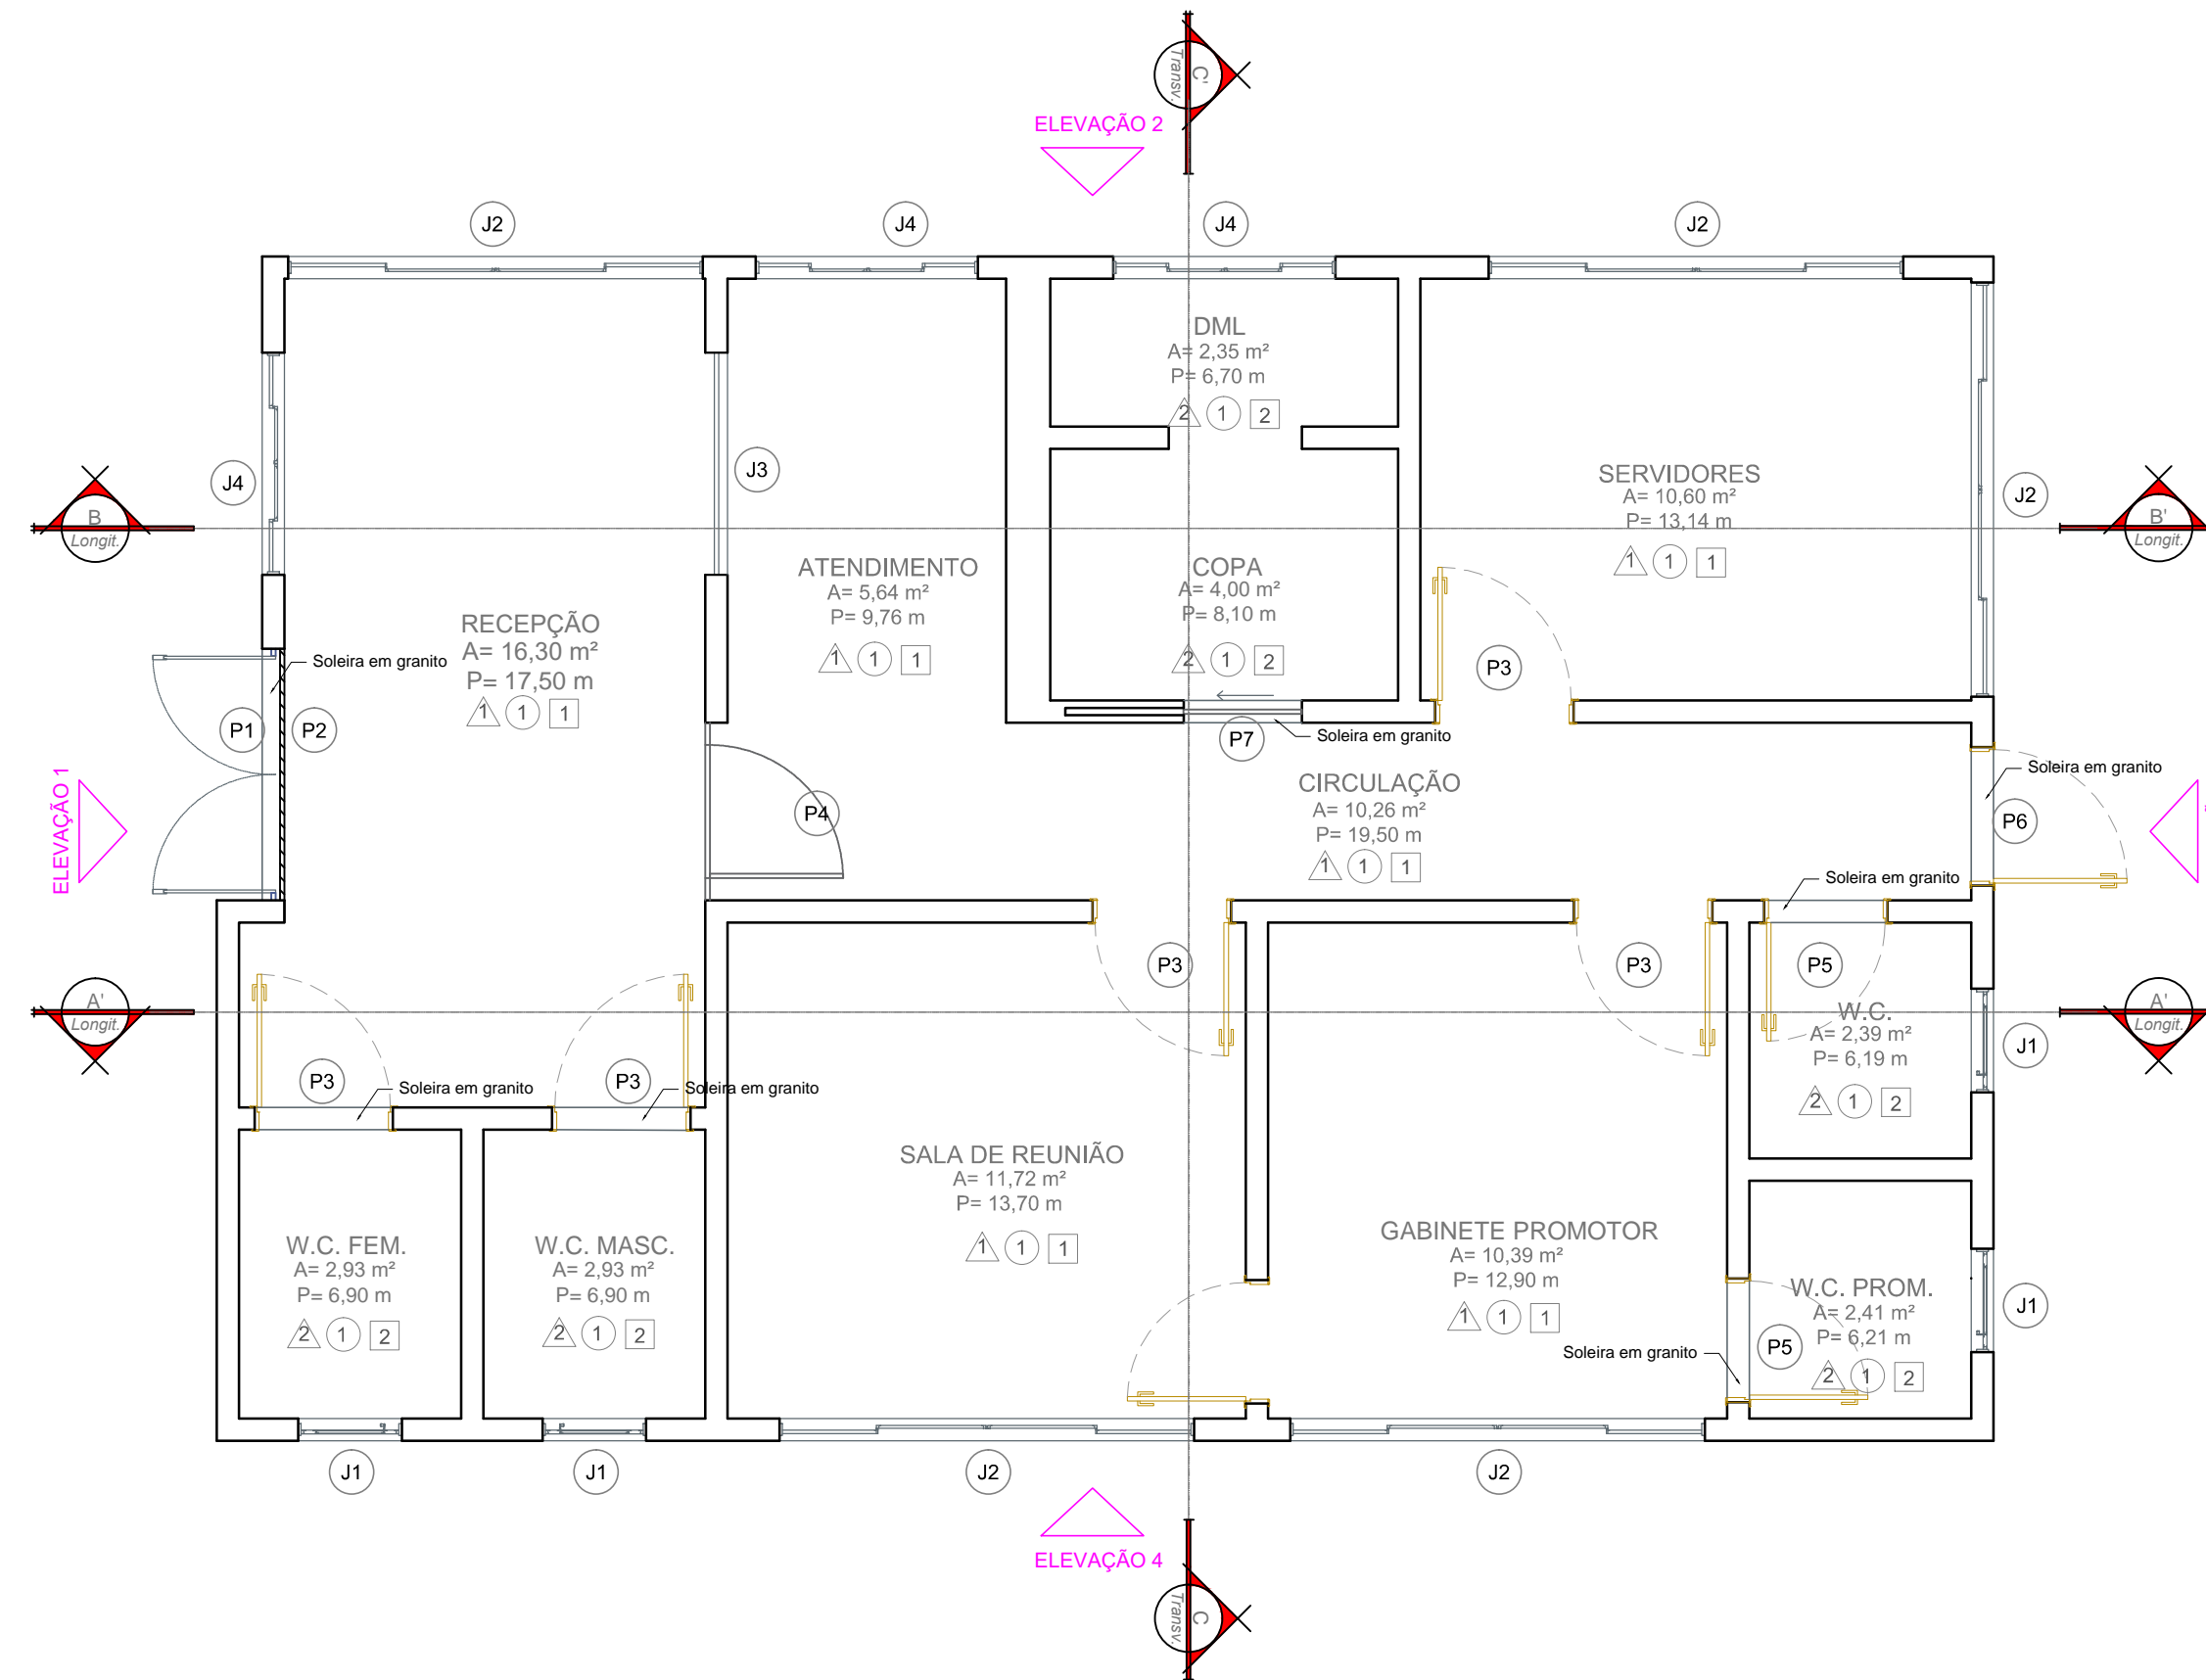 C'
Transv.
ELEVAÇÃO 2
J2
J4
J4
J2
DML
A= 2,35 m²
P= 6,70 m
2 1 2
J4
J3
SERVIDORES
A= 10,60 m²
P= 13,14 m
1 1 1
J2
B
Longit.
B'
Longit.
ATENDIMENTO
A= 5,64 m²
P= 9,76 m
1 1 1
COPA
A= 4,00 m²
P= 8,10 m
2 1 2
RECEPÇÃO
A= 16,30 m²
P= 17,50 m
1 1 1
Soleira em granito
P3
P1
P2
P7
Soleira em granito
CIRCULAÇÃO
A= 10,26 m²
P= 19,50 m
1 1 1
Soleira em granito
P4
P6
ELEVAÇÃO 1
Soleira em granito
P3
P3
P5
A'
Longit.
W.C.
A= 2,39 m²
P= 6,19 m
2 1 2
A'
Longit.
J1
P3
Soleira em granito
P3
Soleira em granito
SALA DE REUNIÃO
A= 11,72 m²
P= 13,70 m
1 1 1
GABINETE PROMOTOR
A= 10,39 m²
P= 12,90 m
1 1 1
W.C. FEM.
A= 2,93 m²
P= 6,90 m
2 1 2
W.C. MASC.
A= 2,93 m²
P= 6,90 m
2 1 2
W.C. PROM.
A= 2,41 m²
P= 6,21 m
2 1 2
J1
Soleira em granito
P5
J1
J1
J2
J2
ELEVAÇÃO 4
C
Transv.